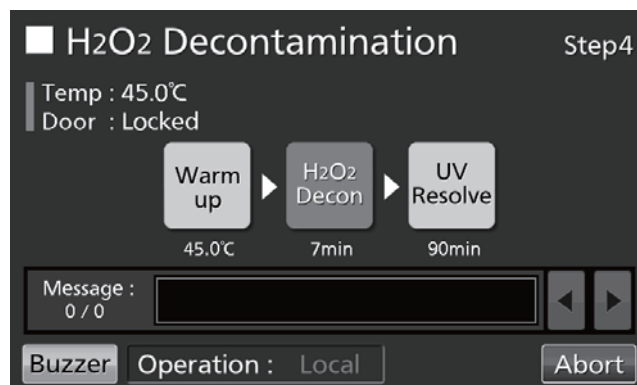 H2O2 Decontamination Step4
Temp : 45.0℃
Door : Locked
Warm up
H2O2 Decon
UV Resolve
45.0℃ 7min 90min
Message :
0 / 0
Buzzer Operation : Local Abort